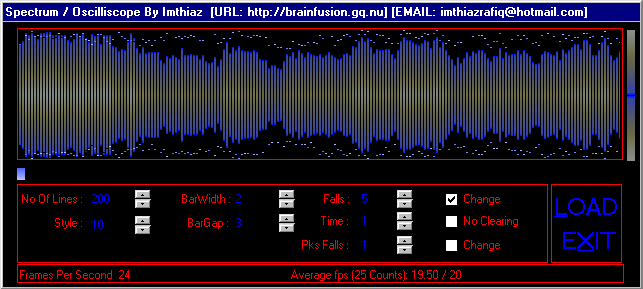 Spectrum / Oscilliscope By Imthiaz [URL: http://brainfusion.gq.nu] [EMAIL: imthiazrafiq@hotmail.com]
No Of Lines : 200 BarWidth : 2 Falls : 5 Change
Style : 10 BarGap : 3 Time : 1 No Clearing
Pks Falls : 1 Change
LOAD
EXIT
Frames Per Second 24 Average fps (25 Counts): 19.50 / 20